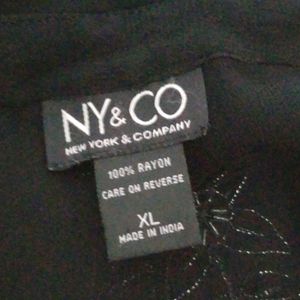 NY&CO
NEW YORK & COMPANY
100% RAYON
CARE ON REVERSE
XL
MADE IN INDIA